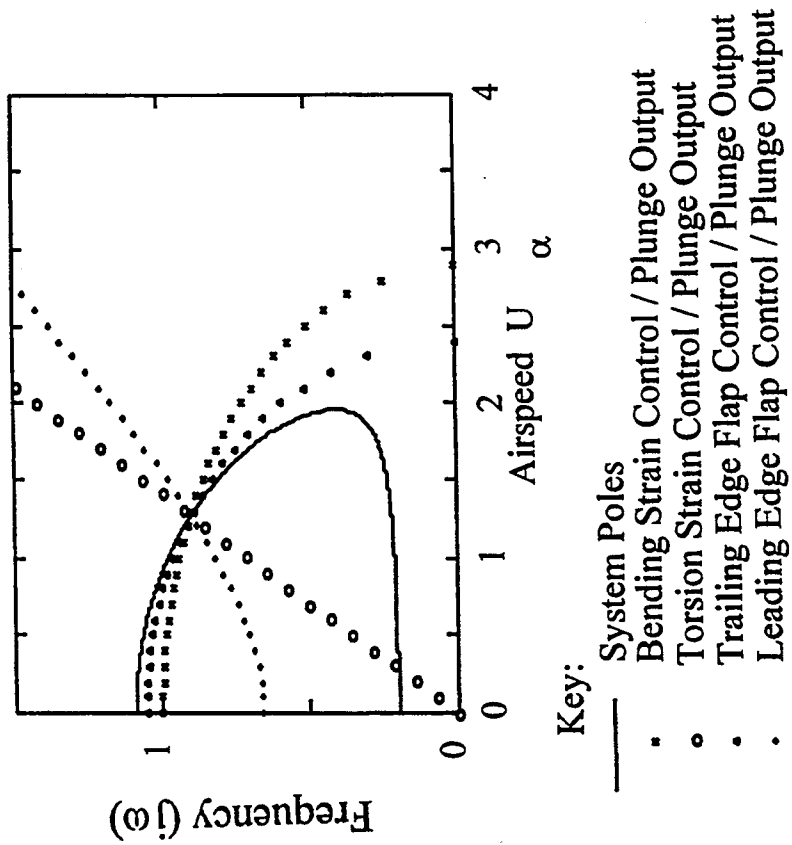 Frequency (jω)
1
0
0
1
2
3
4
Airspeed U
α
Key:
System Poles
Bending Strain Control / Plunge Output
Torsion Strain Control / Plunge Output
Trailing Edge Flap Control / Plunge Output
Leading Edge Flap Control / Plunge Output